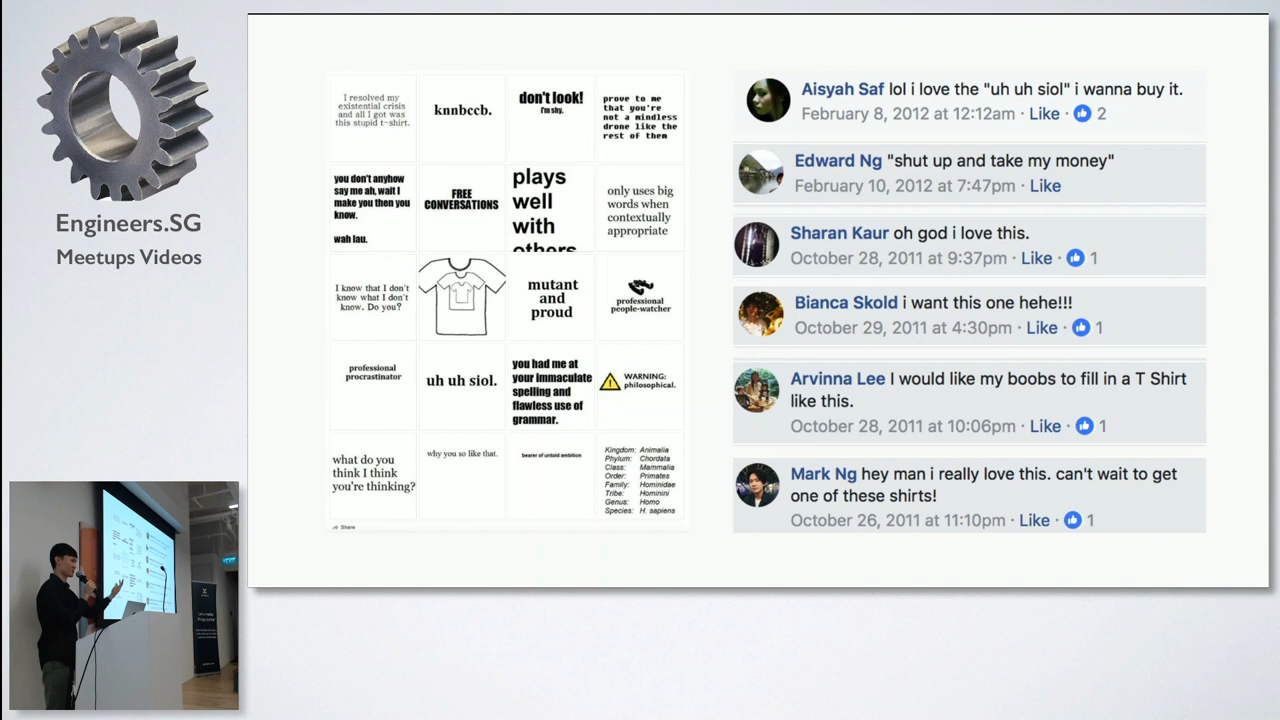 Engineers.SG
Meetups Videos
I resolved my
existential crisis
and all I got was
this stupid t-shirt.
knnbccb.
don't look!
I'm shy.
prove to me
that you're
not a mindless
drone like the
rest of them
you don't anyhow
say me ah, wait I
make you then you
know.
wah lau.
FREE
CONVERSATIONS
plays
well
with
others
only uses big
words when
contextually
appropriate
I know that I don't
know what I don't
know. Do you?
mutant
and
proud
professional
people-watcher
professional
procrastinator
uh uh siol.
you had me at
your immaculate
spelling and
flawless use of
grammar.
WARNING:
philosophical.
what do you
think I think
you're thinking?
why you so like that.
bearer of untold ambition
Kingdom: Animalia
Phylum: Chordata
Class: Mammalia
Order: Primates
Family: Hominidae
Tribe: Hominini
Genus: Homo
Species: H. sapiens
Share
Aisyah Saf lol i love the "uh uh siol" i wanna buy it.
February 8, 2012 at 12:12am · Like · 2
Edward Ng "shut up and take my money"
February 10, 2012 at 7:47pm · Like
Sharan Kaur oh god i love this.
October 28, 2011 at 9:37pm · Like · 1
Bianca Skold i want this one hehe!!!
October 29, 2011 at 4:30pm · Like · 1
Arvinna Lee I would like my boobs to fill in a T Shirt
like this.
October 28, 2011 at 10:06pm · Like · 1
Mark Ng hey man i really love this. can't wait to get
one of these shirts!
October 26, 2011 at 11:10pm · Like · 1